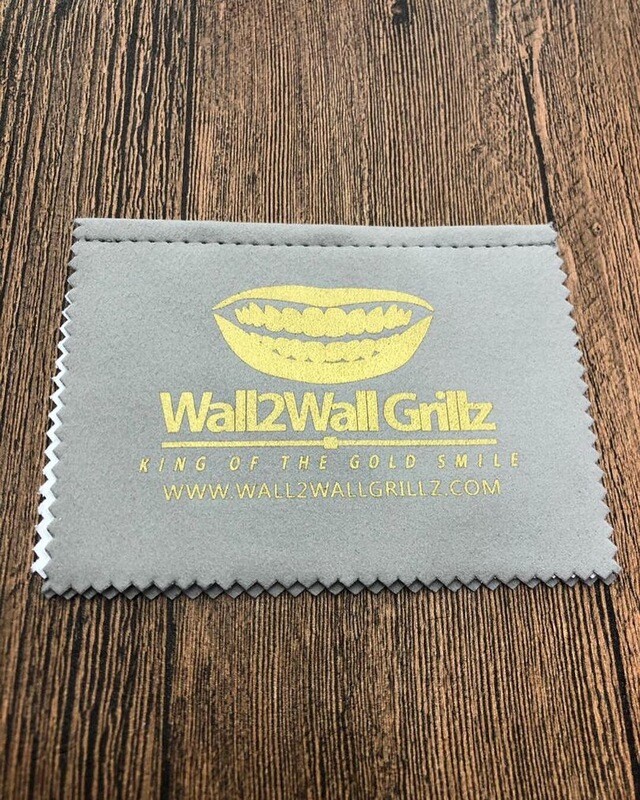 Wall2Wall Grillz
KING OF THE GOLD SMILE
WWW.WALL2WALLGRILLZ.COM